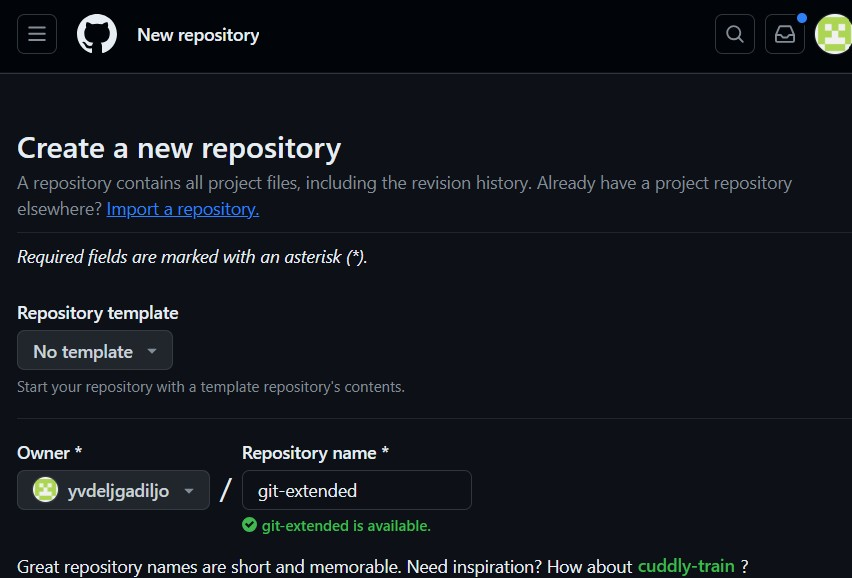 New repository
Create a new repository
A repository contains all project files, including the revision history. Already have a project repository
elsewhere? Import a repository.
Required fields are marked with an asterisk (*).
Repository template
No template
Start your repository with a template repository's contents.
Owner * Repository name *
yvdeljgadiljo / git-extended
git-extended is available.
Great repository names are short and memorable. Need inspiration? How about cuddly-train ?